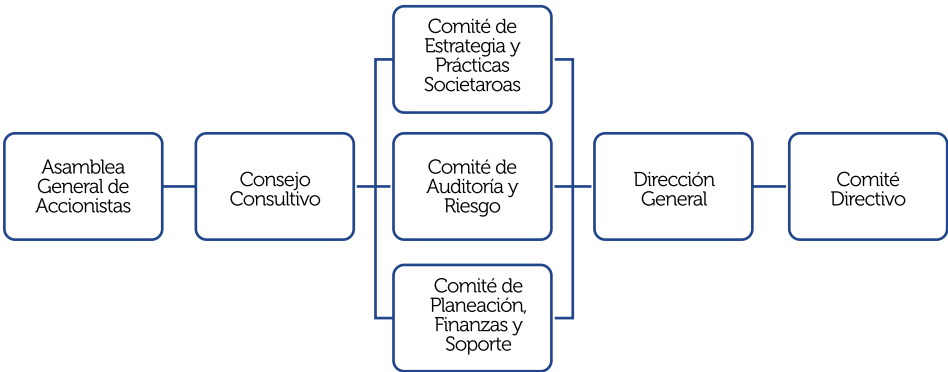 Asamblea
General de
Accionistas
Consejo
Consultivo
Comité de
Estrategia y
Prácticas
Societaroas
Comité de
Auditoría y
Riesgo
Comité de
Planeación,
Finanzas y
Soporte
Dirección
General
Comité
Directivo